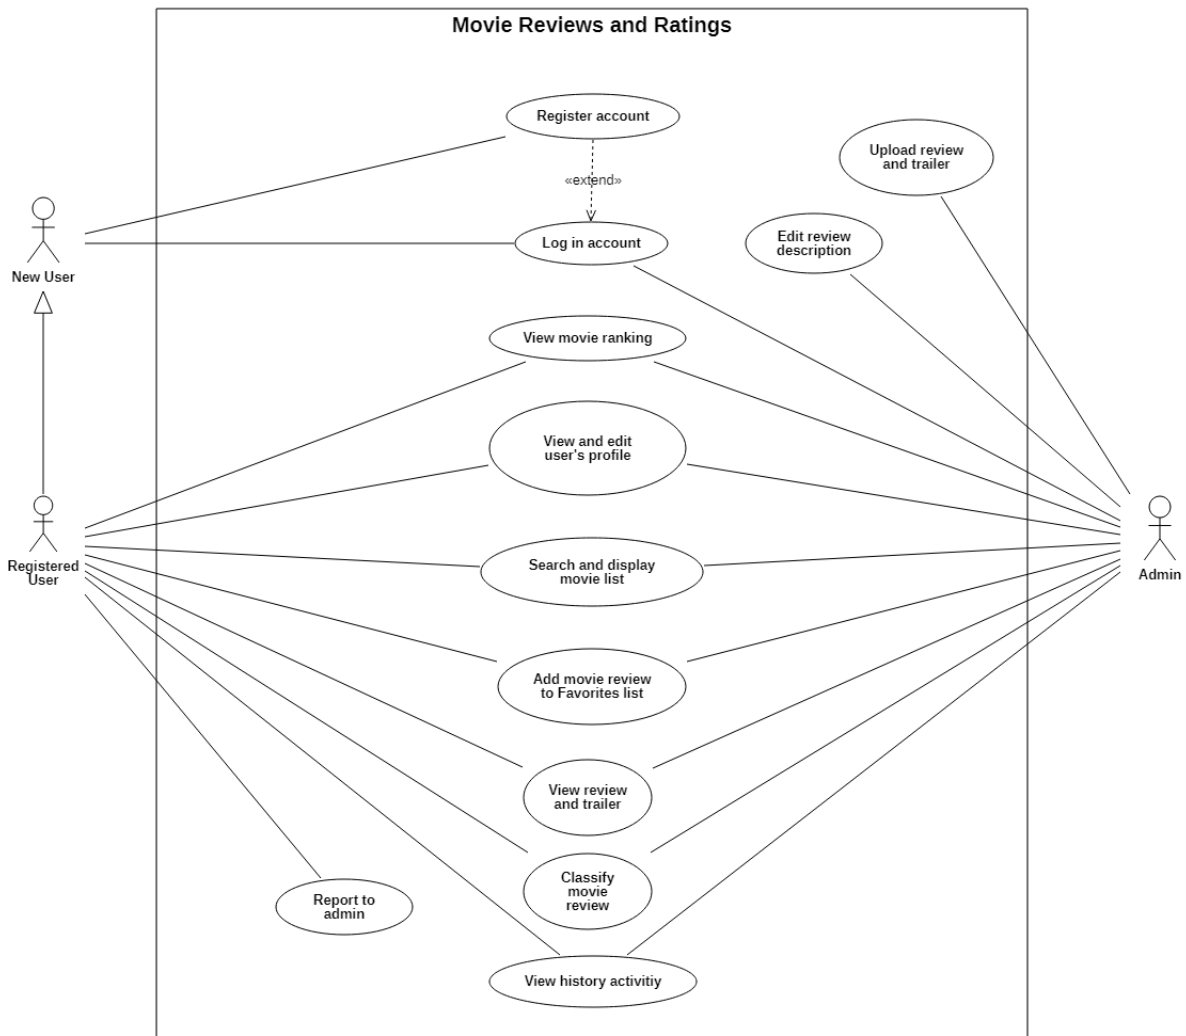 Movie Reviews and Ratings
Register account
Upload review
and trailer
«extend»
Log in account
Edit review
description
New User
View movie ranking
View and edit
user's profile
Search and display
movie list
Registered
User
Admin
Add movie review
to Favorites list
View review
and trailer
Classify
movie
review
Report to
admin
View history activitiy